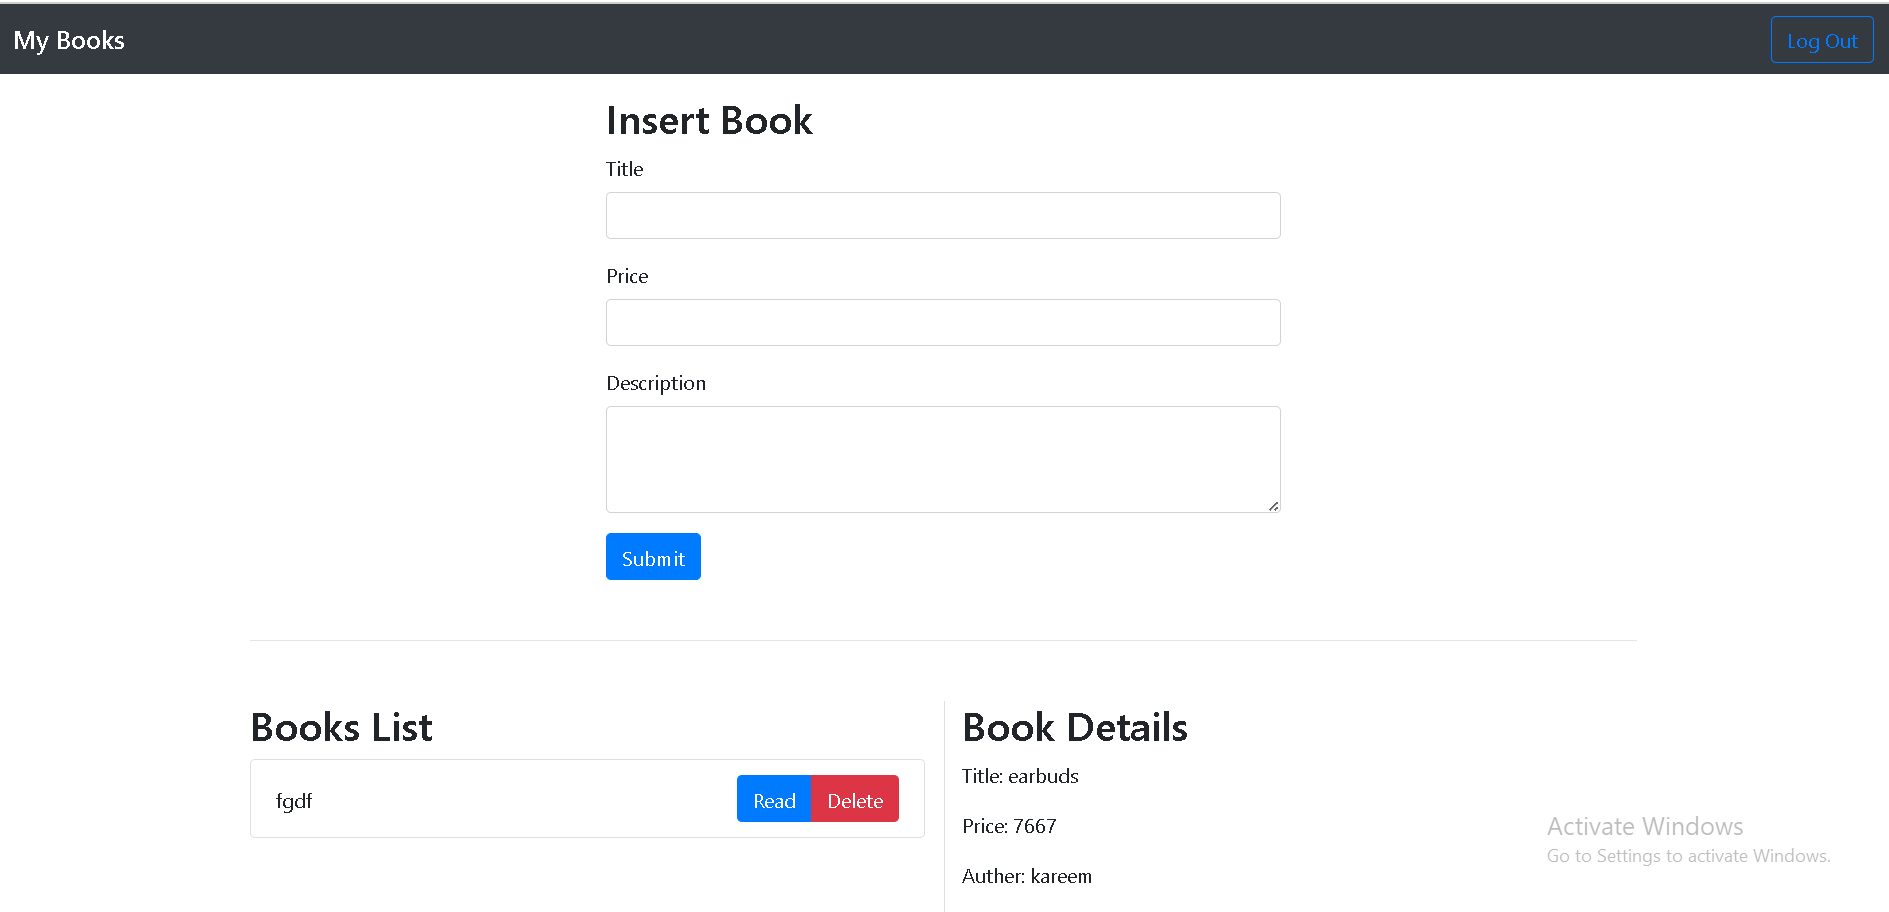 My Books
Log Out
Insert Book
Title
Price
Description
Submit
Books List
fgdf
Read
Delete
Book Details
Title: earbuds
Price: 7667
Auther: kareem
Activate Windows
Go to Settings to activate Windows.